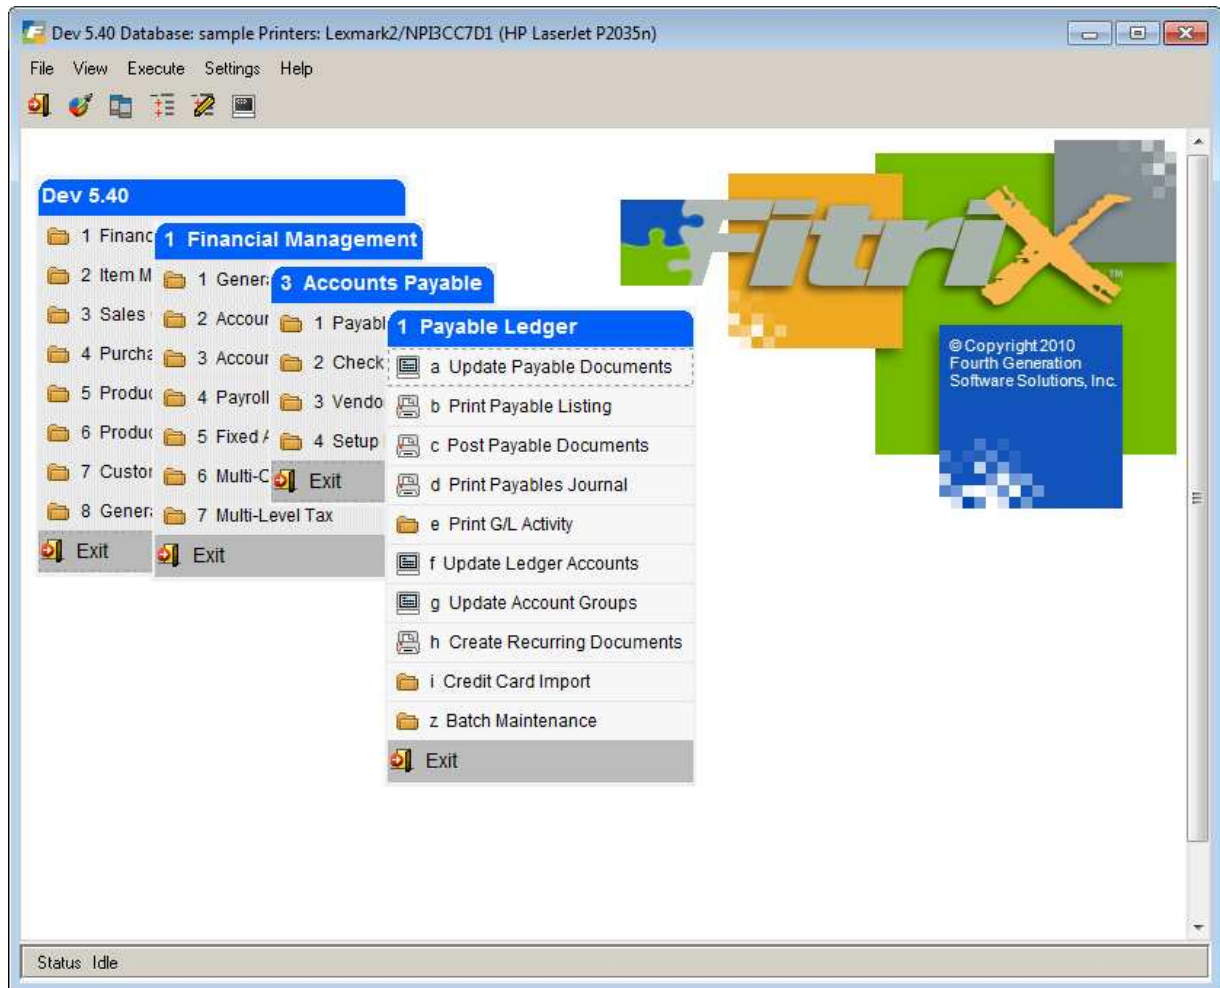 Dev 5.40 Database: sample Printers: Lexmark2/NPI3CC7D1 (HP LaserJet P2035n)
File View Execute Settings Help
Dev 5.40
1 Financ
2 Item M
3 Sales
4 Purcha
5 Produc
6 Produc
7 Custor
8 Genera
Exit
1 Financial Management
1 Genera
2 Accour
3 Accour
4 Payroll
5 Fixed A
6 Multi-C
7 Multi-Level Tax
Exit
3 Accounts Payable
1 Payabl
2 Check
3 Vendo
4 Setup
Exit
1 Payable Ledger
a Update Payable Documents
b Print Payable Listing
c Post Payable Documents
d Print Payables Journal
e Print G/L Activity
f Update Ledger Accounts
g Update Account Groups
h Create Recurring Documents
i Credit Card Import
z Batch Maintenance
Exit
FitriX™
© Copyright 2010
Fourth Generation
Software Solutions, Inc.
Status Idle